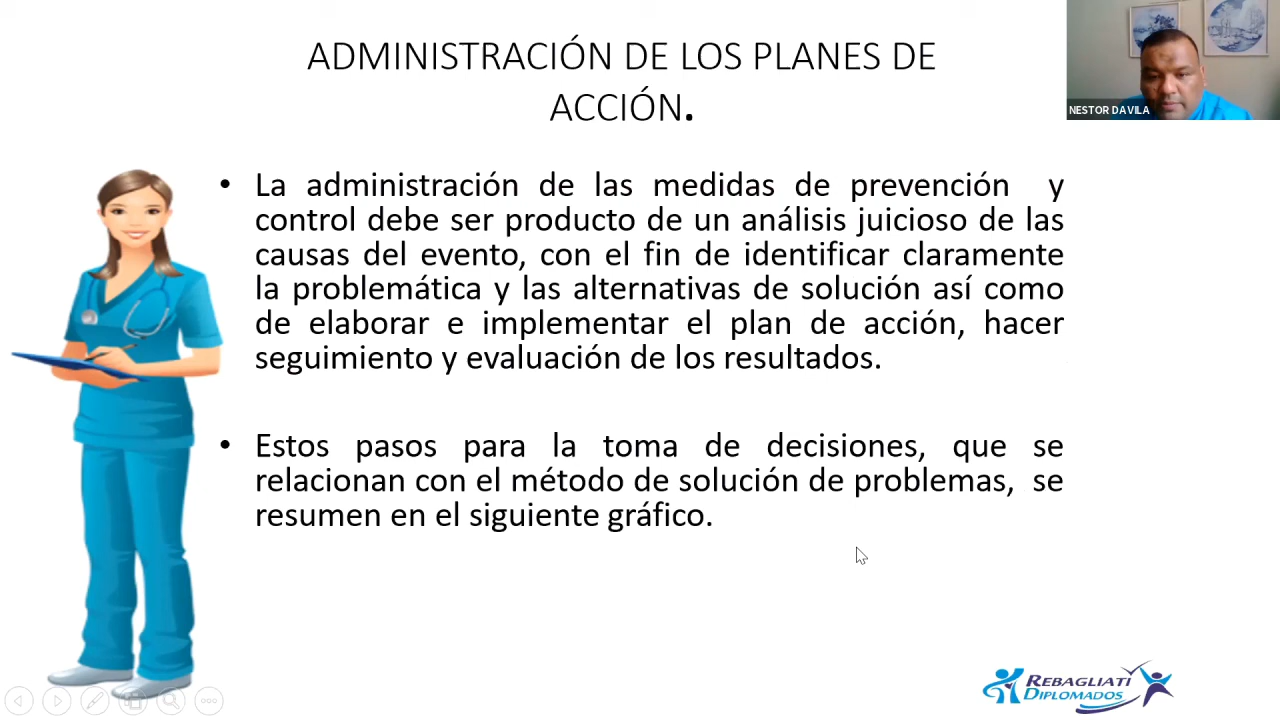 ADMINISTRACIÓN DE LOS PLANES DE
ACCIÓN.
NESTOR DAVILA
• La administración de las medidas de prevención y
control debe ser producto de un análisis juicioso de las
causas del evento, con el fin de identificar claramente
la problemática y las alternativas de solución así como
de elaborar e implementar el plan de acción, hacer
seguimiento y evaluación de los resultados.
• Estos pasos para la toma de decisiones, que se
relacionan con el método de solución de problemas, se
resumen en el siguiente gráfico.
REBAGLIATI
DIPLOMADOS